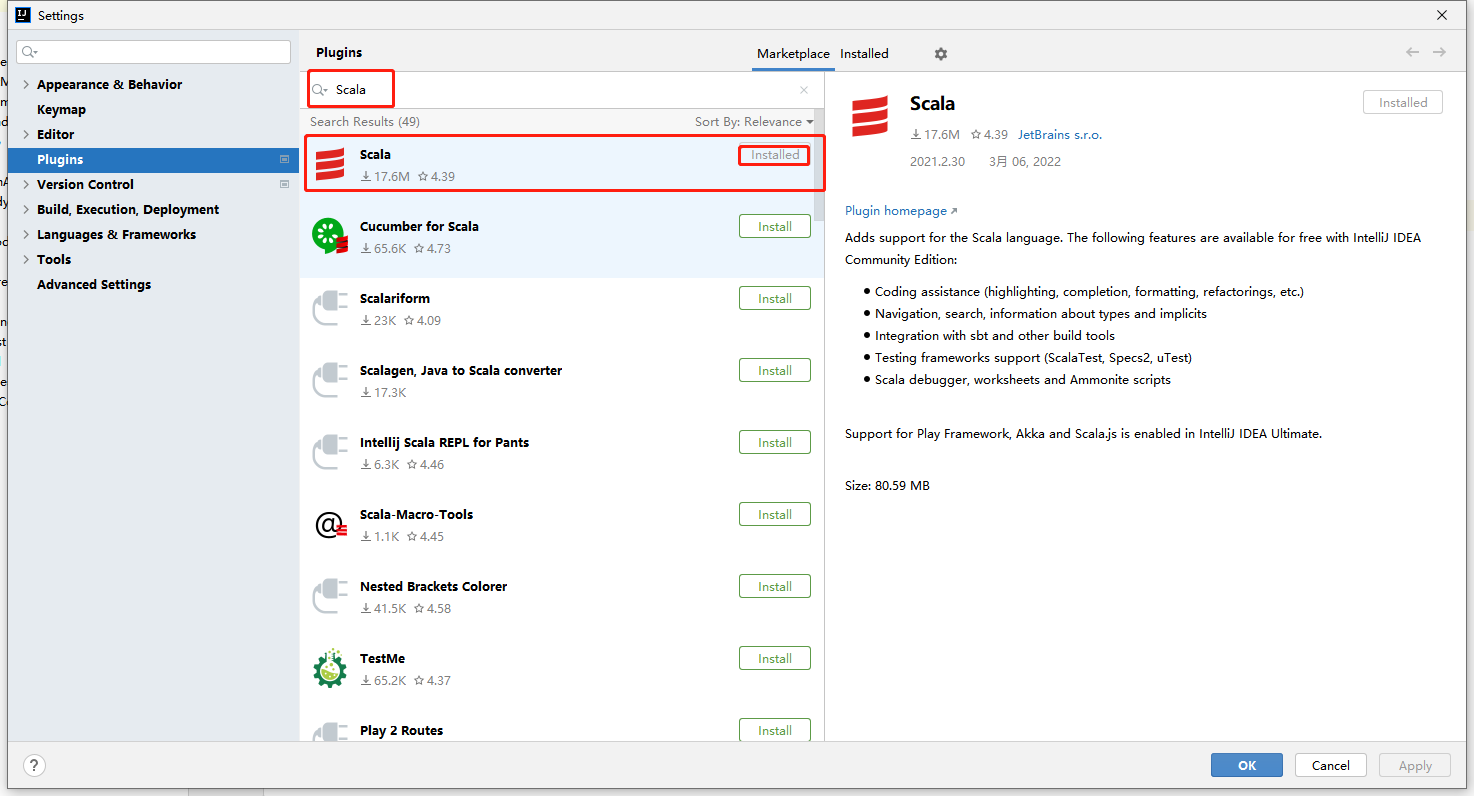 Settings
Plugins
Marketplace
Installed
Appearance & Behavior
Keymap
Editor
Plugins
Version Control
Build, Execution, Deployment
Languages & Frameworks
Tools
Advanced Settings
Scala
Search Results (49)
Sort By: Relevance
Scala
Installed
17.6M 4.39
Cucumber for Scala
Install
65.6K 4.73
Scalariform
Install
23K 4.09
Scalagen, Java to Scala converter
Install
17.3K
Intellij Scala REPL for Pants
Install
6.3K 4.46
Scala-Macro-Tools
Install
1.1K 4.45
Nested Brackets Colorer
Install
41.5K 4.58
TestMe
Install
65.2K 4.37
Play 2 Routes
Install
Scala
Installed
17.6M 4.39 JetBrains s.r.o.
2021.2.30 3月 06, 2022
Plugin homepage
Adds support for the Scala language. The following features are available for free with IntelliJ IDEA
Community Edition:
Coding assistance (highlighting, completion, formatting, refactorings, etc.)
Navigation, search, information about types and implicits
Integration with sbt and other build tools
Testing frameworks support (ScalaTest, Specs2, uTest)
Scala debugger, worksheets and Ammonite scripts
Support for Play Framework, Akka and Scala.js is enabled in IntelliJ IDEA Ultimate.
Size: 80.59 MB
?
OK
Cancel
Apply